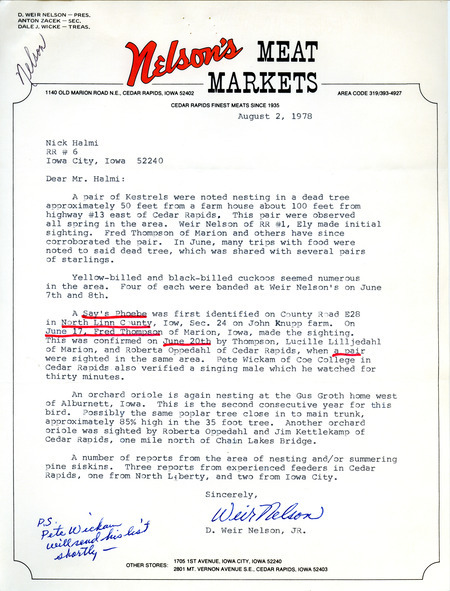 D. WEIR NELSON — PRES.
ANTON ZACEK — SEC.
DALE J. WICKE — TREAS.
Nelson
Nelson's MEAT
MARKETS
1140 OLD MARION ROAD N.E., CEDAR RAPIDS, IOWA 52402 AREA CODE 319/393-4927
CEDAR RAPIDS FINEST MEATS SINCE 1935
August 2, 1978
Nick Halmi
RR # 6
Iowa City, Iowa 52240
Dear Mr. Halmi:
A pair of Kestrels were noted nesting in a dead tree
approximately 50 feet from a farm house about 100 feet from
highway #13 east of Cedar Rapids. This pair were observed
all spring in the area. Weir Nelson of RR #1, Ely made initial
sighting. Fred Thompson of Marion and others have since
corroborated the pair. In June, many trips with food were
noted to said dead tree, which was shared with several pairs
of starlings.
Yellow-billed and black-billed cuckoos seemed numerous
in the area. Four of each were banded at Weir Nelson's on June
7th and 8th.
A Say's Phoebe was first identified on County Road E28
in North Linn County, Iow, Sec. 24 on John Knupp farm. On
June 17, Fred Thompson of Marion, Iowa, made the sighting.
This was confirmed on June 20th by Thompson, Lucille Lilljedahl
of Marion, and Roberta Oppedahl of Cedar Rapids, when a pair
were sighted in the same area. Pete Wickam of Coe College in
Cedar Rapids also verified a singing male which he watched for
thirty minutes.
An orchard oriole is again nesting at the Gus Groth home west
of Alburnett, Iowa. This is the second consecutive year for this
bird. Possibly the same poplar tree close in to main trunk,
approximately 85% high in the 35 foot tree. Another orchard
oriole was sighted by Roberta Oppedahl and Jim Kettlekamp of
Cedar Rapids, one mile north of Chain Lakes Bridge.
A number of reports from the area of nesting and/or summering
pine siskins. Three reports from experienced feeders in Cedar
Rapids, one from North Liberty, and two from Iowa City.
Sincerely,
Weir Nelson
D. Weir Nelson, JR.
P.S.
Pete Wickam
will send his list
shortly —
OTHER STORES: 1705 1ST AVENUE, IOWA CITY, IOWA 52240
2801 MT. VERNON AVENUE S.E., CEDAR RAPIDS, IOWA 52403